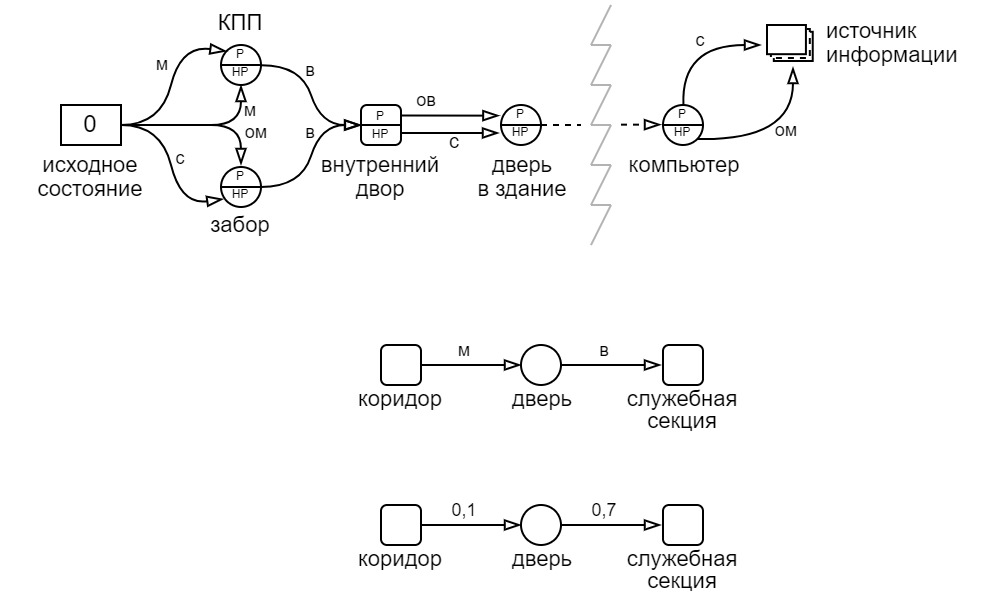 КПП
Р
НР
м
в
0
исходное
состояние
м
ом
с
Р
НР
забор
в
Р
НР
внутренний
двор
ов
с
Р
НР
дверь
в здание
Р
НР
компьютер
с
ом
источник
информации
м
в
коридор
дверь
служебная
секция
0,1
0,7
коридор
дверь
служебная
секция